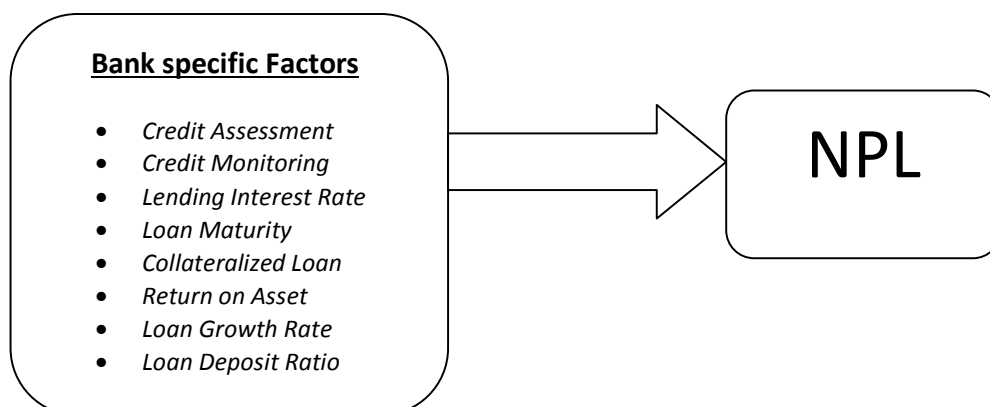 Bank specific Factors
• Credit Assessment
• Credit Monitoring
• Lending Interest Rate
• Loan Maturity
• Collateralized Loan
• Return on Asset
• Loan Growth Rate
• Loan Deposit Ratio
NPL